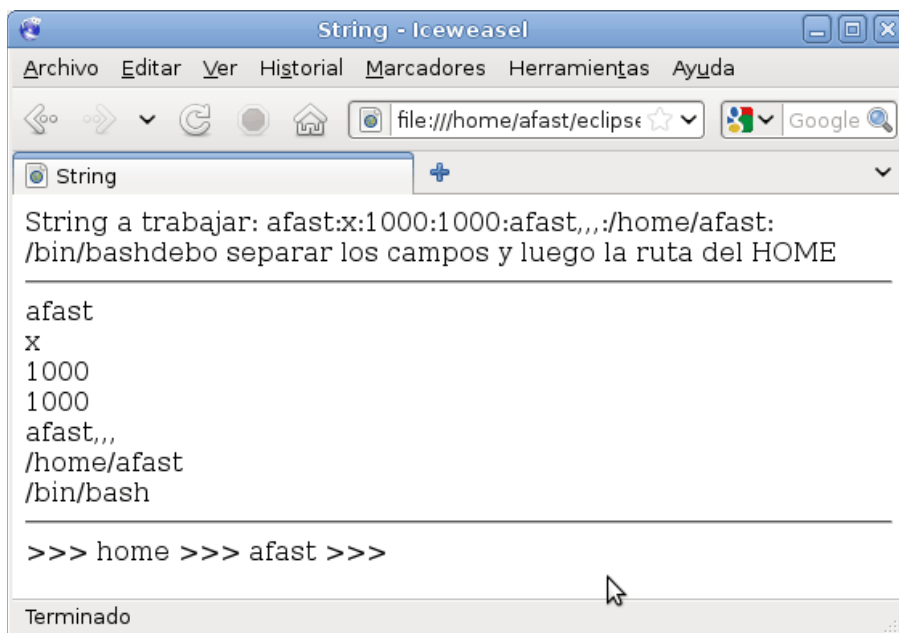 String - Iceweasel
Archivo Editar Ver Historial Marcadores Herramientas Ayuda
file:///home/afast/eclipse Google
String
String a trabajar: afast:x:1000:1000:afast,,,:/home/afast:
/bin/bashdebo separar los campos y luego la ruta del HOME
afast
x
1000
1000
afast,,,
/home/afast
/bin/bash
>>> home >>> afast >>>
Terminado